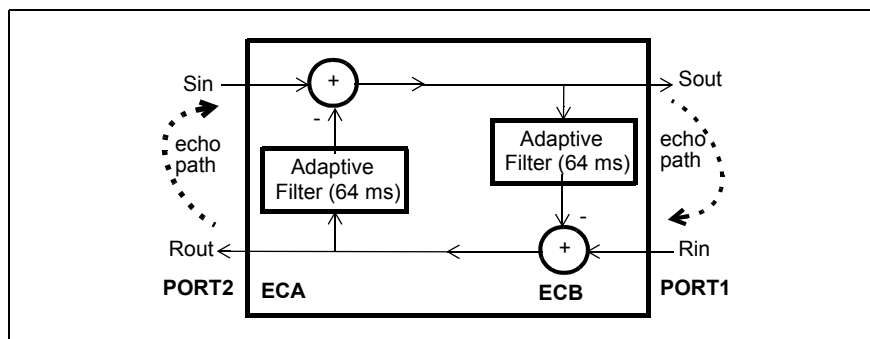 Sin
+
Sout
-
echo
path
Adaptive
Filter (64 ms)
Adaptive
Filter (64 ms)
echo
path
-
Rout
+
Rin
PORT2
ECA
ECB
PORT1